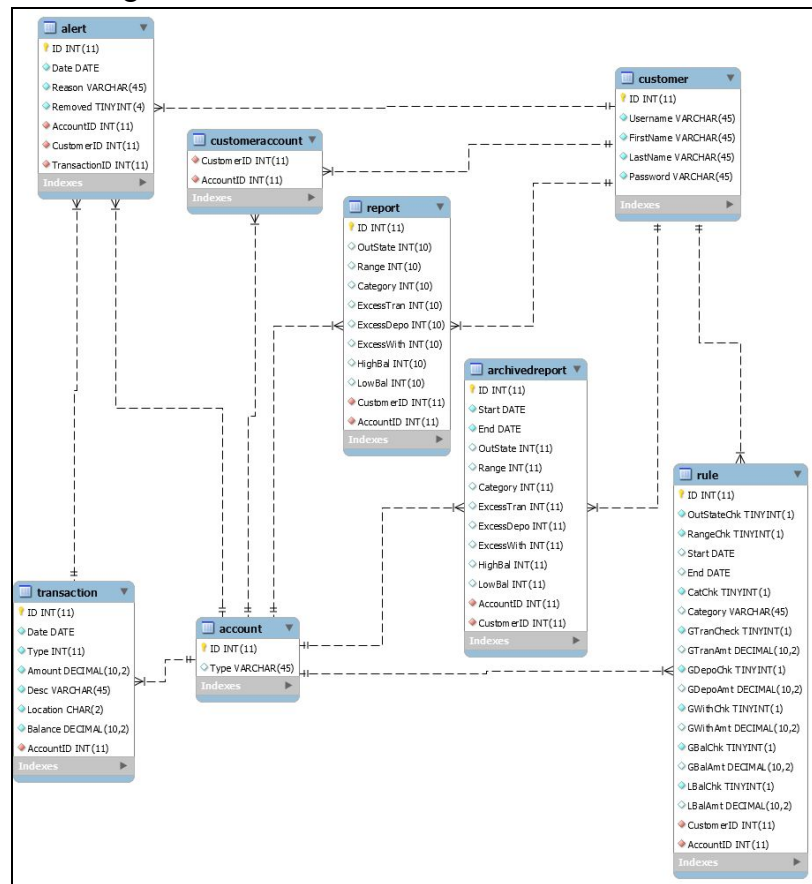 alert
ID INT(11)
Date DATE
Reason VARCHAR(45)
Removed TINYINT(4)
AccountID INT(11)
CustomerID INT(11)
TransactionID INT(11)
Indexes
customer
ID INT(11)
Username VARCHAR(45)
FirstName VARCHAR(45)
LastName VARCHAR(45)
Password VARCHAR(45)
Indexes
customeraccount
CustomerID INT(11)
AccountID INT(11)
Indexes
report
ID INT(11)
OutState INT(10)
Range INT(10)
Category INT(10)
ExcessTran INT(10)
ExcessDepo INT(10)
ExcessWith INT(10)
HighBal INT(10)
LowBal INT(10)
CustomerID INT(11)
AccountID INT(11)
Indexes
archivedreport
ID INT(11)
Start DATE
End DATE
OutState INT(11)
Range INT(11)
Category INT(11)
ExcessTran INT(11)
ExcessDepo INT(11)
ExcessWith INT(11)
HighBal INT(11)
LowBal INT(11)
AccountID INT(11)
CustomerID INT(11)
Indexes
rule
ID INT(11)
OutStateChk TINYINT(1)
RangeChk TINYINT(1)
Start DATE
End DATE
CatChk TINYINT(1)
Category VARCHAR(45)
GTranCheck TINYINT(1)
GTranAmt DECIMAL(10,2)
GDepoChk TINYINT(1)
GDepoAmt DECIMAL(10,2)
GWithChk TINYINT(1)
GWithAmt DECIMAL(10,2)
GBalChk TINYINT(1)
GBalAmt DECIMAL(10,2)
LBalChk TINYINT(1)
LBalAmt DECIMAL(10,2)
CustomerID INT(11)
AccountID INT(11)
Indexes
transaction
ID INT(11)
Date DATE
Type INT(11)
Amount DECIMAL(10,2)
Desc VARCHAR(45)
Location CHAR(2)
Balance DECIMAL(10,2)
AccountID INT(11)
Indexes
account
ID INT(11)
Type VARCHAR(45)
Indexes